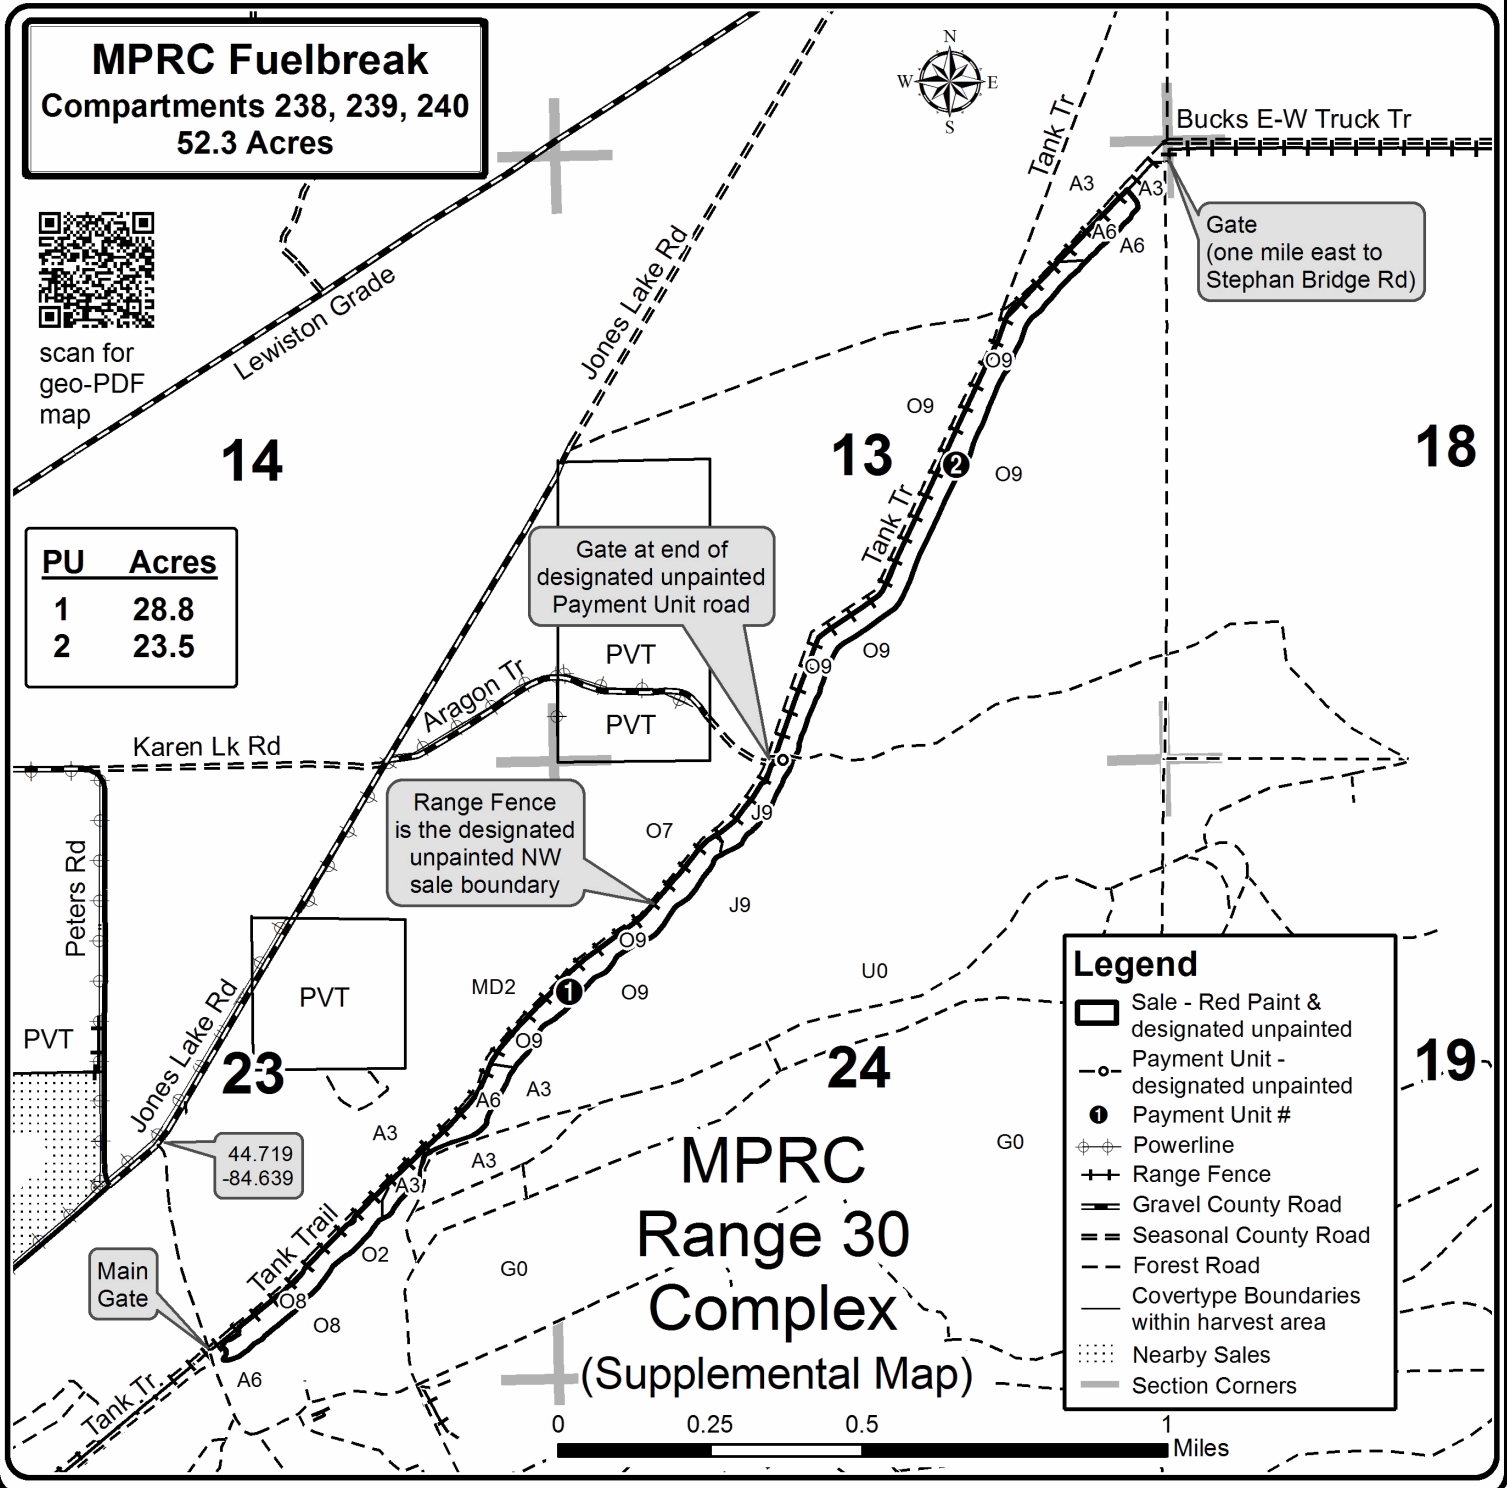 MPRC Fuelbreak
Compartments 238, 239, 240
52.3 Acres
scan for
geo-PDF
map
N
W
E
S
Bucks E-W Truck Tr
Tank Tr
A3
A3
A6
A6
Gate
(one mile east to
Stephan Bridge Rd)
Lewiston Grade
Jones Lake Rd
O9
O9
14
13
18
2
O9
Tank Tr
PU Acres
1 28.8
2 23.5
Gate at end of
designated unpainted
Payment Unit road
PVT
PVT
O9
O9
Aragon Tr
Karen Lk Rd
Range Fence
is the designated
unpainted NW
sale boundary
J9
O7
J9
Peters Rd
O9
MD2
1
O9
U0
PVT
PVT
Jones Lake Rd
O9
23
24
19
A3
A6
A3
A3
G0
44.719
-84.639
A3
Tank Trail
O2
G0
Main
Gate
O8
O8
A6
Tank Tr.
MPRC
Range 30
Complex
(Supplemental Map)
Legend
Sale - Red Paint &
designated unpainted
Payment Unit -
designated unpainted
1 Payment Unit #
Powerline
Range Fence
Gravel County Road
Seasonal County Road
Forest Road
Covertype Boundaries
within harvest area
Nearby Sales
Section Corners
0 0.25 0.5 1
Miles